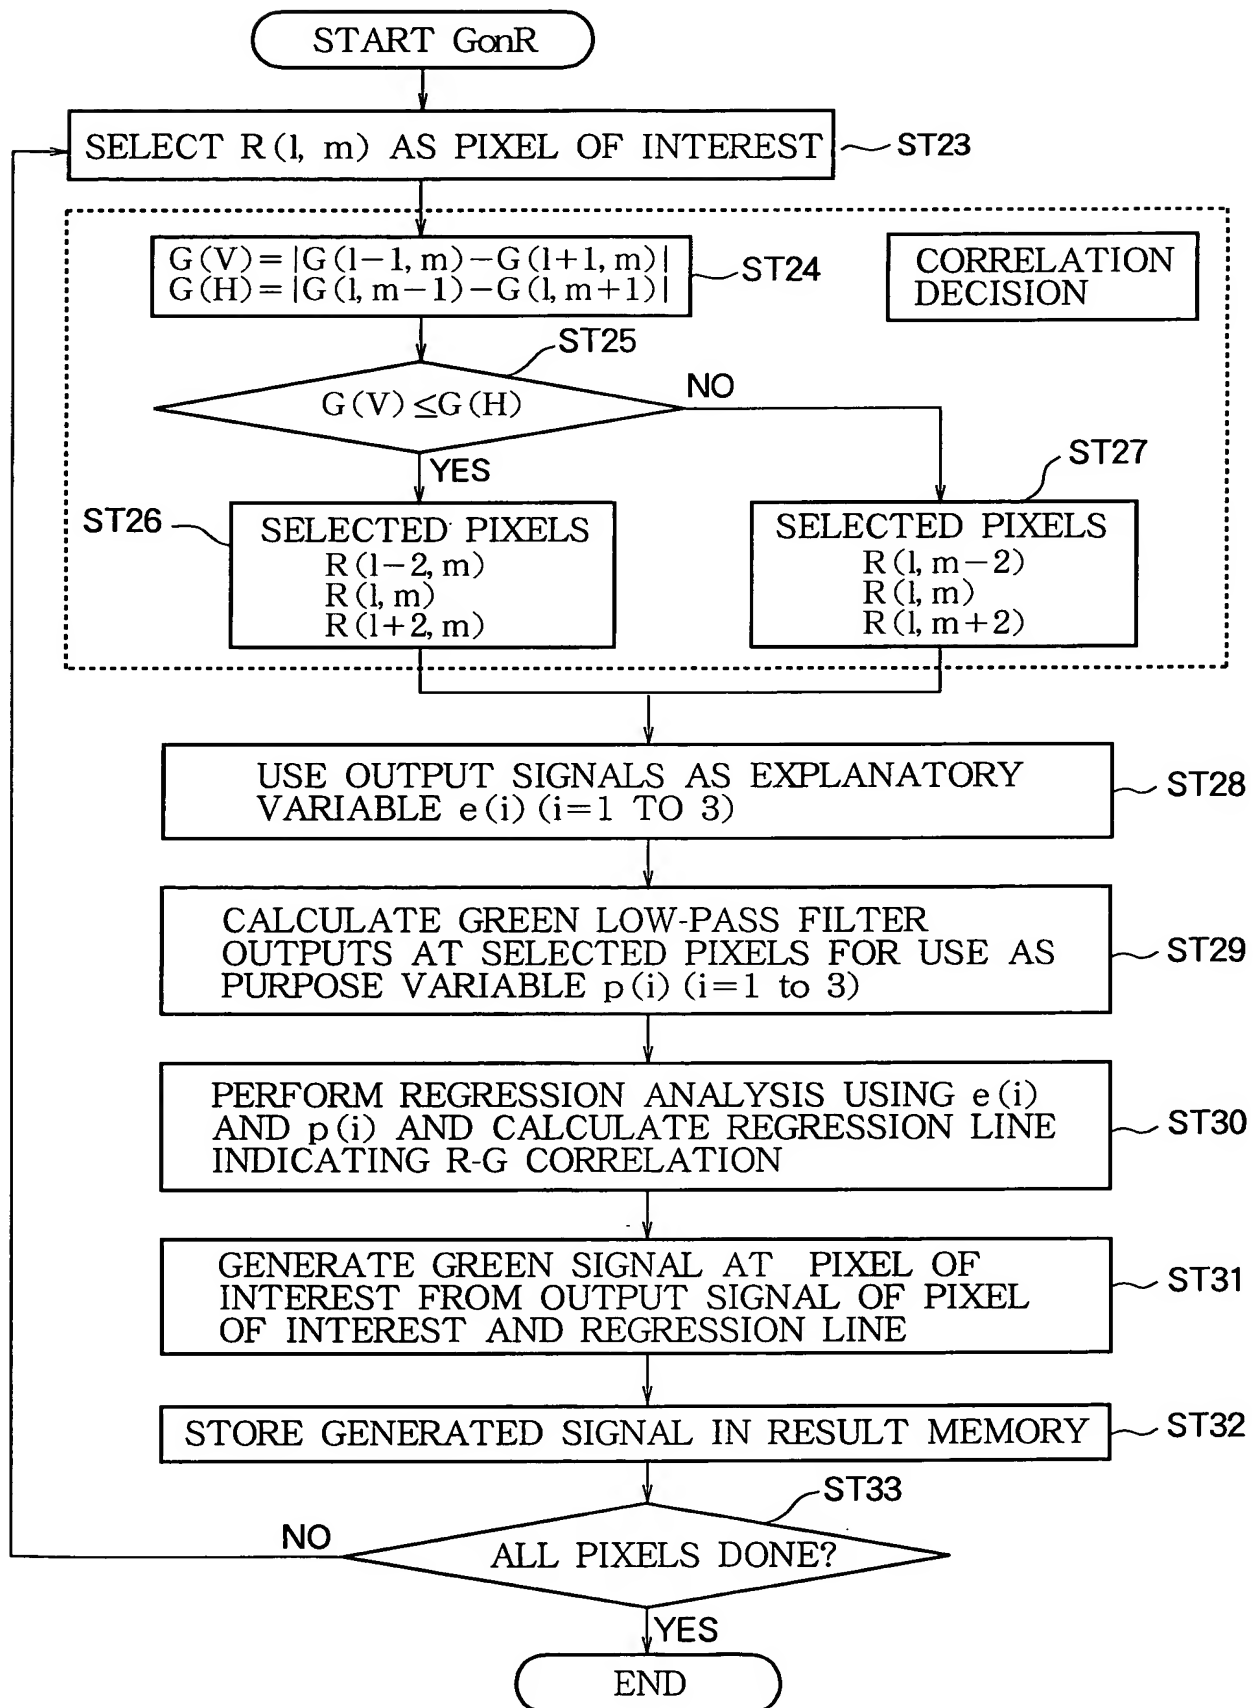 START GonR
SELECT R(l, m) AS PIXEL OF INTEREST
ST23
G(V)=|G(l−1, m)−G(l+1, m)|
G(H)=|G(l, m−1)−G(l, m+1)|
ST24
CORRELATION
DECISION
ST25
G(V)≤G(H)
NO
YES
ST26
SELECTED PIXELS
R(l−2, m)
R(l, m)
R(l+2, m)
ST27
SELECTED PIXELS
R(l, m−2)
R(l, m)
R(l, m+2)
USE OUTPUT SIGNALS AS EXPLANATORY
VARIABLE e(i) (i=1 TO 3)
ST28
CALCULATE GREEN LOW-PASS FILTER
OUTPUTS AT SELECTED PIXELS FOR USE AS
PURPOSE VARIABLE p(i) (i=1 to 3)
ST29
PERFORM REGRESSION ANALYSIS USING e(i)
AND p(i) AND CALCULATE REGRESSION LINE
INDICATING R-G CORRELATION
ST30
GENERATE GREEN SIGNAL AT PIXEL OF
INTEREST FROM OUTPUT SIGNAL OF PIXEL
OF INTEREST AND REGRESSION LINE
ST31
STORE GENERATED SIGNAL IN RESULT MEMORY
ST32
ST33
NO
ALL PIXELS DONE?
YES
END